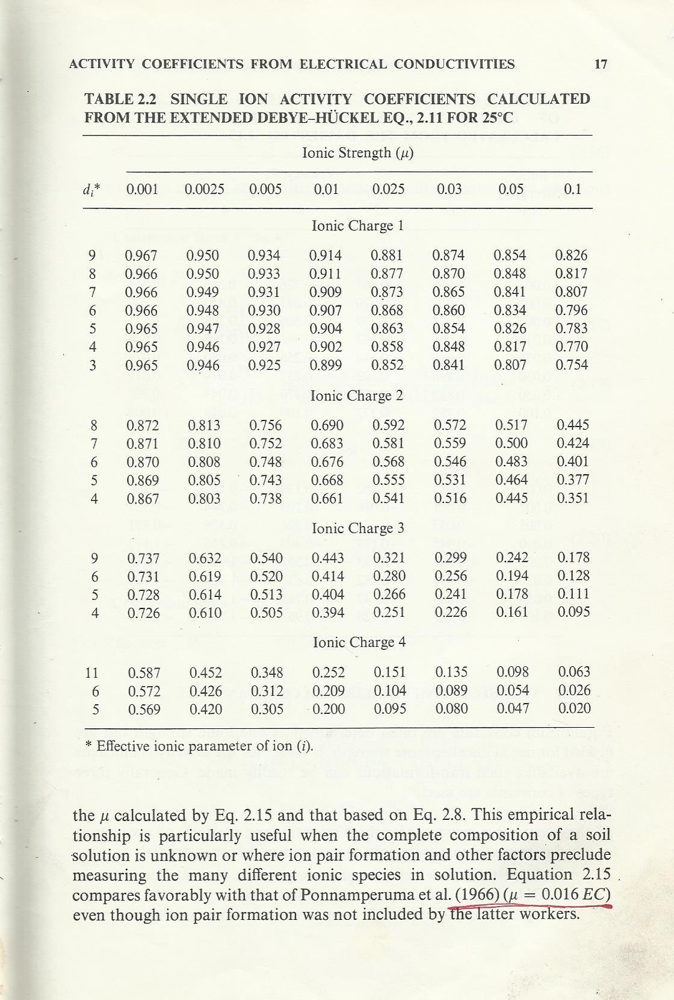 ACTIVITY COEFFICIENTS FROM ELECTRICAL CONDUCTIVITIES 17
TABLE 2.2 SINGLE ION ACTIVITY COEFFICIENTS CALCULATED
FROM THE EXTENDED DEBYE–HÜCKEL EQ., 2.11 FOR 25°C
Ionic Strength (μ)
dᵢ* 0.001 0.0025 0.005 0.01 0.025 0.03 0.05 0.1
Ionic Charge 1
9 0.967 0.950 0.934 0.914 0.881 0.874 0.854 0.826
8 0.966 0.950 0.933 0.911 0.877 0.870 0.848 0.817
7 0.966 0.949 0.931 0.909 0.873 0.865 0.841 0.807
6 0.966 0.948 0.930 0.907 0.868 0.860 0.834 0.796
5 0.965 0.947 0.928 0.904 0.863 0.854 0.826 0.783
4 0.965 0.946 0.927 0.902 0.858 0.848 0.817 0.770
3 0.965 0.946 0.925 0.899 0.852 0.841 0.807 0.754
Ionic Charge 2
8 0.872 0.813 0.756 0.690 0.592 0.572 0.517 0.445
7 0.871 0.810 0.752 0.683 0.581 0.559 0.500 0.424
6 0.870 0.808 0.748 0.676 0.568 0.546 0.483 0.401
5 0.869 0.805 0.743 0.668 0.555 0.531 0.464 0.377
4 0.867 0.803 0.738 0.661 0.541 0.516 0.445 0.351
Ionic Charge 3
9 0.737 0.632 0.540 0.443 0.321 0.299 0.242 0.178
6 0.731 0.619 0.520 0.414 0.280 0.256 0.194 0.128
5 0.728 0.614 0.513 0.404 0.266 0.241 0.178 0.111
4 0.726 0.610 0.505 0.394 0.251 0.226 0.161 0.095
Ionic Charge 4
11 0.587 0.452 0.348 0.252 0.151 0.135 0.098 0.063
6 0.572 0.426 0.312 0.209 0.104 0.089 0.054 0.026
5 0.569 0.420 0.305 0.200 0.095 0.080 0.047 0.020
* Effective ionic parameter of ion (i).
the μ calculated by Eq. 2.15 and that based on Eq. 2.8. This empirical rela-
tionship is particularly useful when the complete composition of a soil
solution is unknown or where ion pair formation and other factors preclude
measuring the many different ionic species in solution. Equation 2.15
compares favorably with that of Ponnamperuma et al. (1966) (μ = 0.016 EC)
even though ion pair formation was not included by the latter workers.